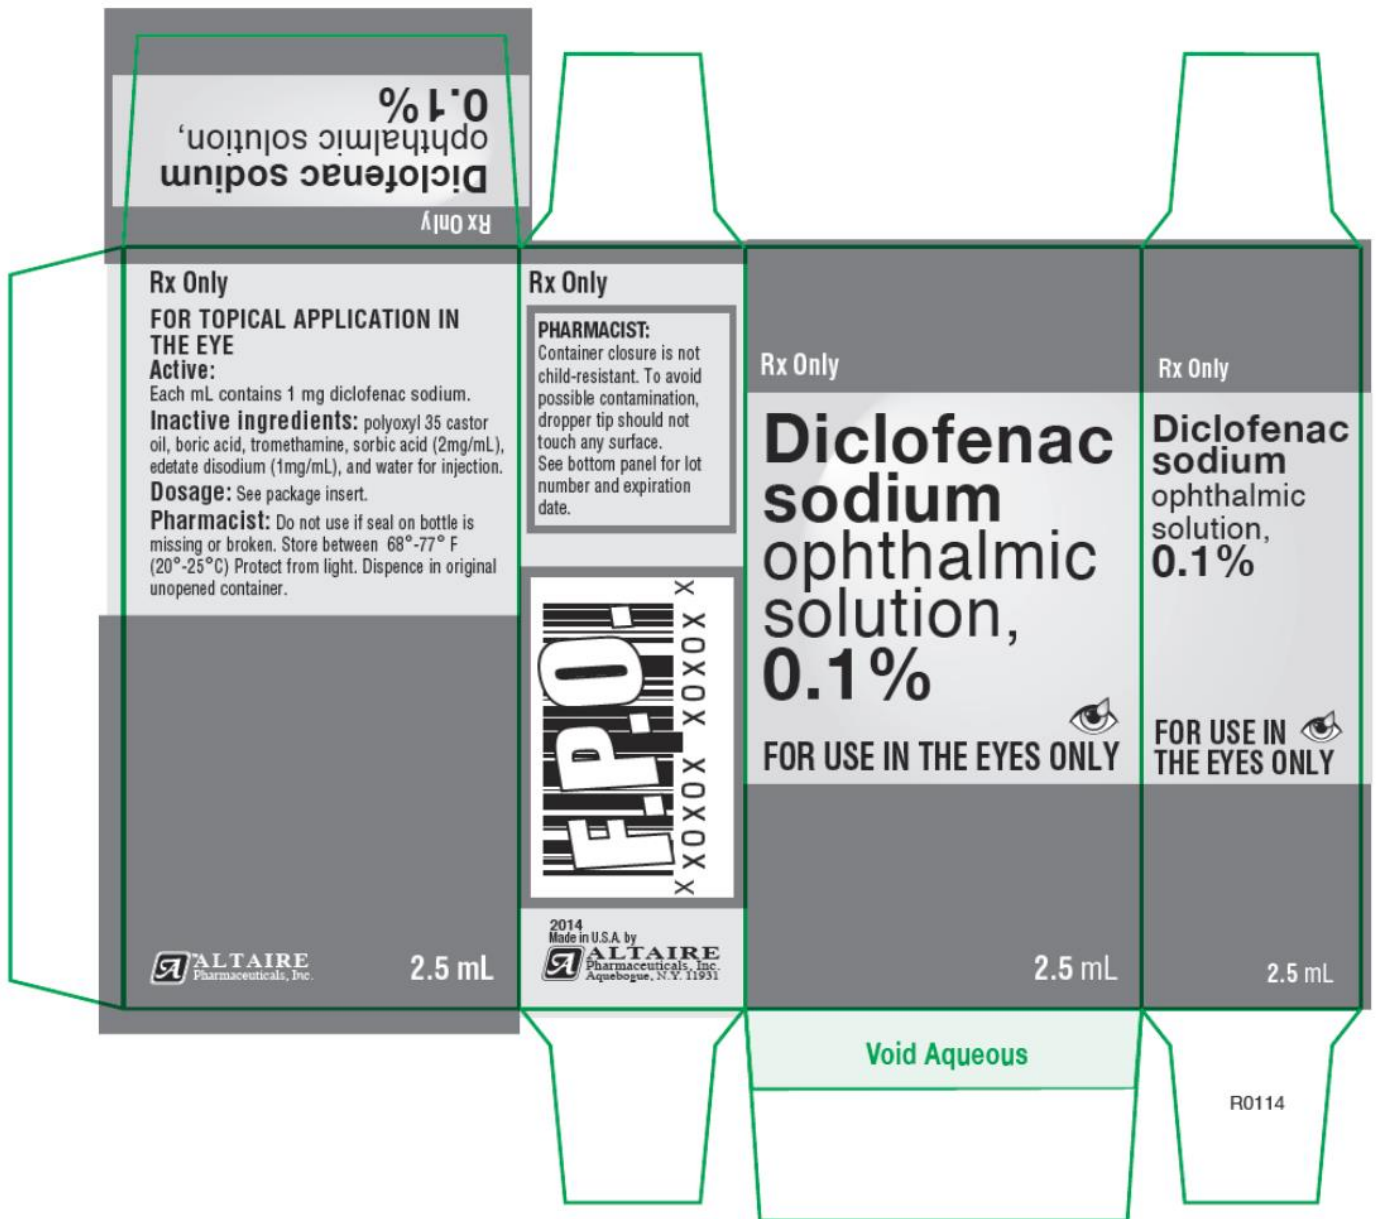 Rx Only
Diclofenac sodium
ophthalmic solution,
0.1%
Rx Only
FOR TOPICAL APPLICATION IN
THE EYE
Active:
Each mL contains 1 mg diclofenac sodium.
Inactive ingredients: polyoxyl 35 castor
oil, boric acid, tromethamine, sorbic acid (2mg/mL),
edetate disodium (1mg/mL), and water for injection.
Dosage: See package insert.
Pharmacist: Do not use if seal on bottle is
missing or broken. Store between 68°-77° F
(20°-25°C) Protect from light. Dispence in original
unopened container.
A ALTAIRE
Pharmaceuticals, Inc.
2.5 mL
Rx Only
PHARMACIST:
Container closure is not
child-resistant. To avoid
possible contamination,
dropper tip should not
touch any surface.
See bottom panel for lot
number and expiration
date.
F.P.O.
X XOXOX XOXOX X
2014
Made in U.S.A. by
A ALTAIRE
Pharmaceuticals, Inc.
Aquebogue, N.Y. 11931
Rx Only
Diclofenac
sodium
ophthalmic
solution,
0.1%
FOR USE IN THE EYES ONLY
2.5 mL
Void Aqueous
Rx Only
Diclofenac
sodium
ophthalmic
solution,
0.1%
FOR USE IN
THE EYES ONLY
2.5 mL
R0114